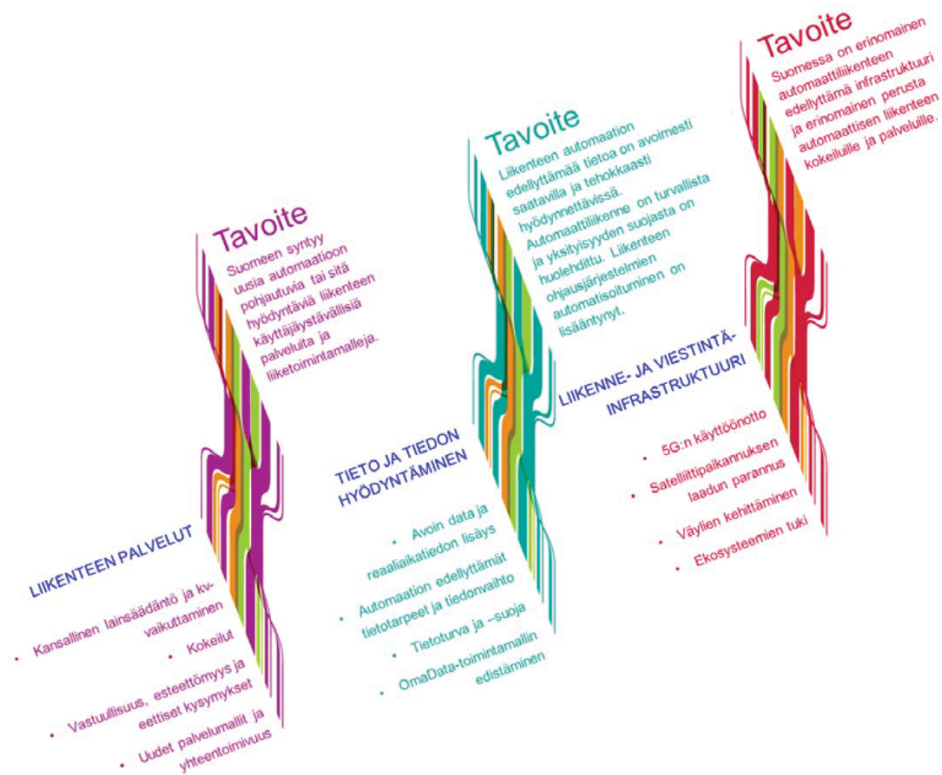 Tavoite
Suomeen syntyy
uusia automaatioon
pohjautuvia tai sitä
hyödyntäviä liikenteen
käyttäjäystävällisiä
palveluita ja
liiketoimintamalleja.
LIIKENTEEN PALVELUT
• Kansallinen lainsäädäntö ja kv-
vaikuttaminen
• Kokeilut
• Vastuullisuus, esteettömyys ja
eettiset kysymykset
• Uudet palvelumallit ja
yhteentoimivuus
Tavoite
Liikenteen automaation
edellyttämää tietoa on avoimesti
saatavilla ja tehokkaasti
hyödynnettävissä.
Automaattiliikenne on turvallista
ja yksityisyyden suojasta on
huolehdittu. Liikenteen
ohjausjärjestelmien
automatisoituminen on
lisääntynyt.
TIETO JA TIEDON
HYÖDYNTÄMINEN
• Avoin data ja
reaaliaikatiedon lisäys
• Automaation edellyttämät
tietotarpeet ja tiedonvaihto
• Tietoturva ja –suoja
• OmaData-toimintamallin
edistäminen
Tavoite
Suomessa on erinomainen
automaattiliikenteen
edellyttämä infrastruktuuri
ja erinomainen perusta
automaattisen liikenteen
kokeiluille ja palveluille.
LIIKENNE- JA VIESTINTÄ-
INFRASTRUKTUURI
• 5G:n käyttöönotto
• Satelliittipaikannuksen
laadun parannus
• Väylien kehittäminen
• Ekosysteemien tuki